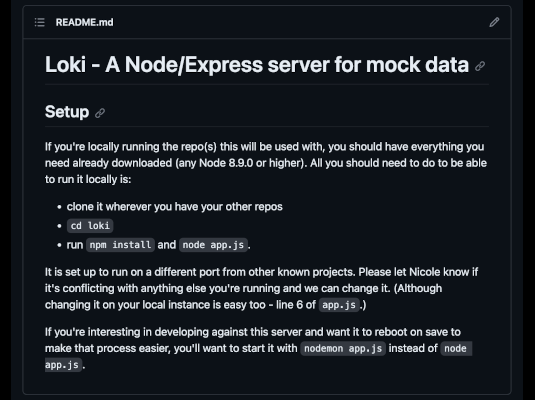 README.md
Loki - A Node/Express server for mock data
Setup
If you're locally running the repo(s) this will be used with, you should have everything you
need already downloaded (any Node 8.9.0 or higher). All you should need to do to be able
to run it locally is:
• clone it wherever you have your other repos
• cd loki
• run npm install and node app.js.
It is set up to run on a different port from other known projects. Please let Nicole know if
it's conflicting with anything else you're running and we can change it. (Although
changing it on your local instance is easy too - line 6 of app.js.)
If you're interesting in developing against this server and want it to reboot on save to
make that process easier, you'll want to start it with nodemon app.js instead of node
app.js.